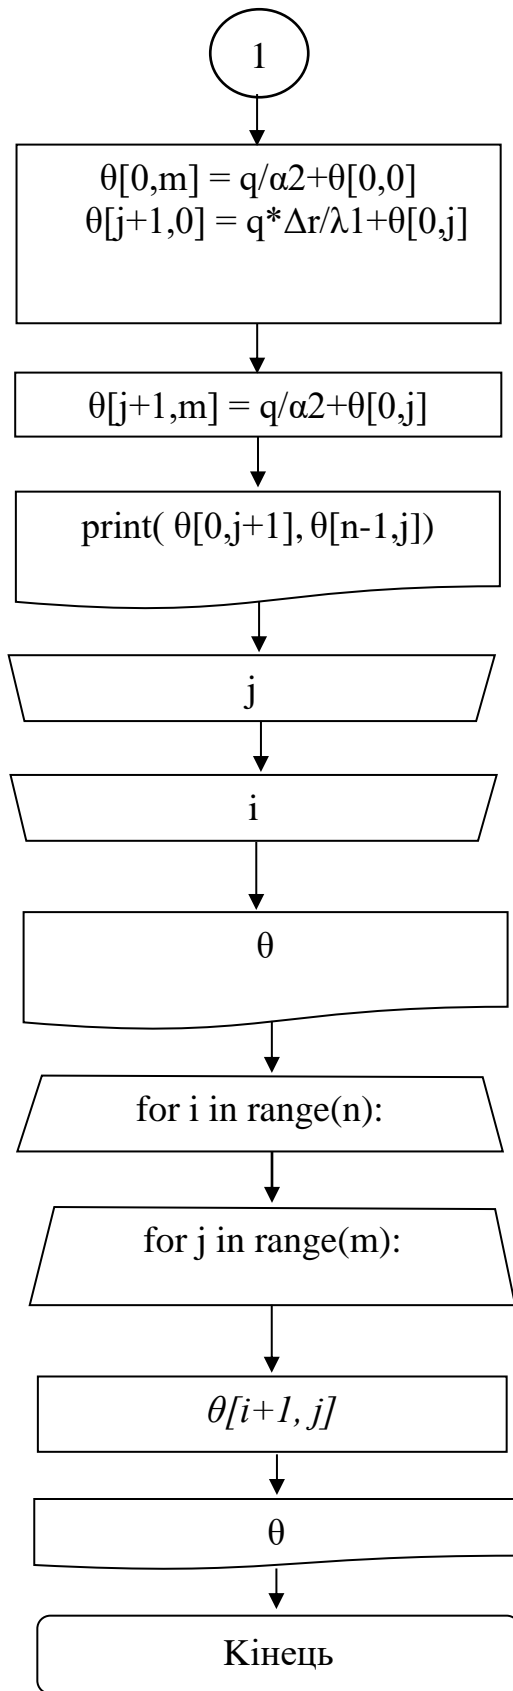 1
θ[0,m] = q/α2+θ[0,0]
θ[j+1,0] = q*Δr/λ1+θ[0,j]
θ[j+1,m] = q/α2+θ[0,j]
print( θ[0,j+1], θ[n-1,j])
j
i
θ
for i in range(n):
for j in range(m):
θ[i+1, j]
θ
Кінець